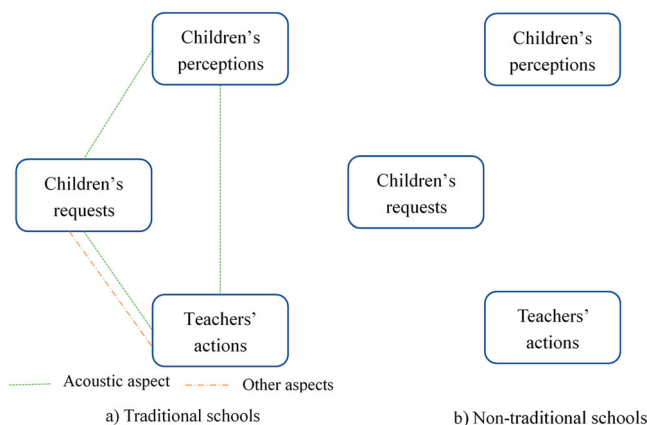 Children’s
perceptions
Children’s
requests
Teachers’
actions
Acoustic aspect
Other aspects
a) Traditional schools
Children’s
perceptions
Children’s
requests
Teachers’
actions
b) Non-traditional schools